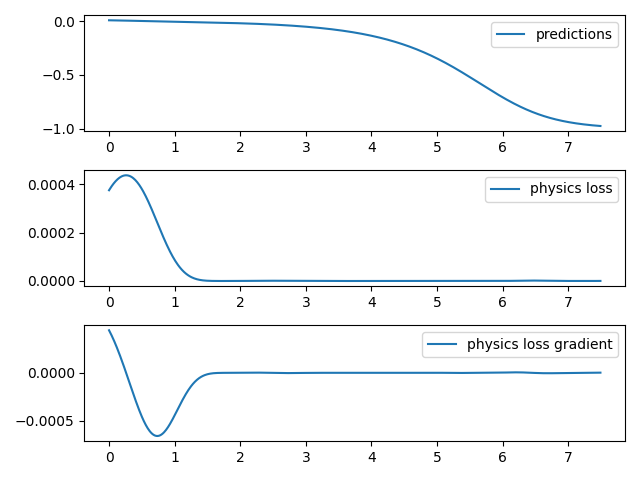 0.0
−0.5
−1.0
predictions
0 1 2 3 4 5 6 7
0.0004
0.0002
0.0000
physics loss
0 1 2 3 4 5 6 7
0.0000
−0.0005
physics loss gradient
0 1 2 3 4 5 6 7